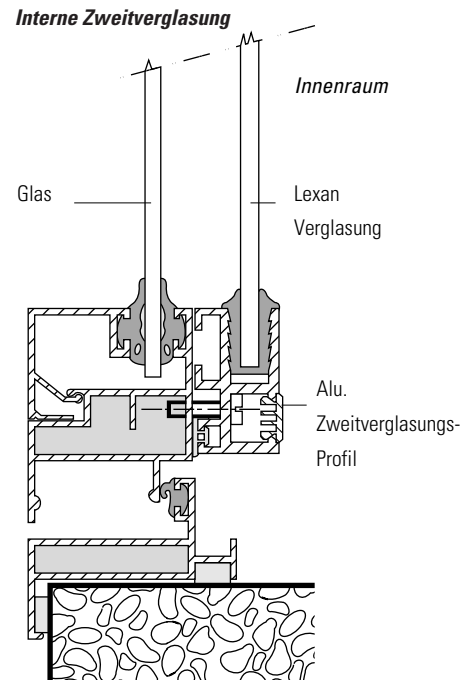 Interne Zweitverglasung
Innenraum
Glas
Lexan
Verglasung
Alu.
Zweitverglasungs-
Profil